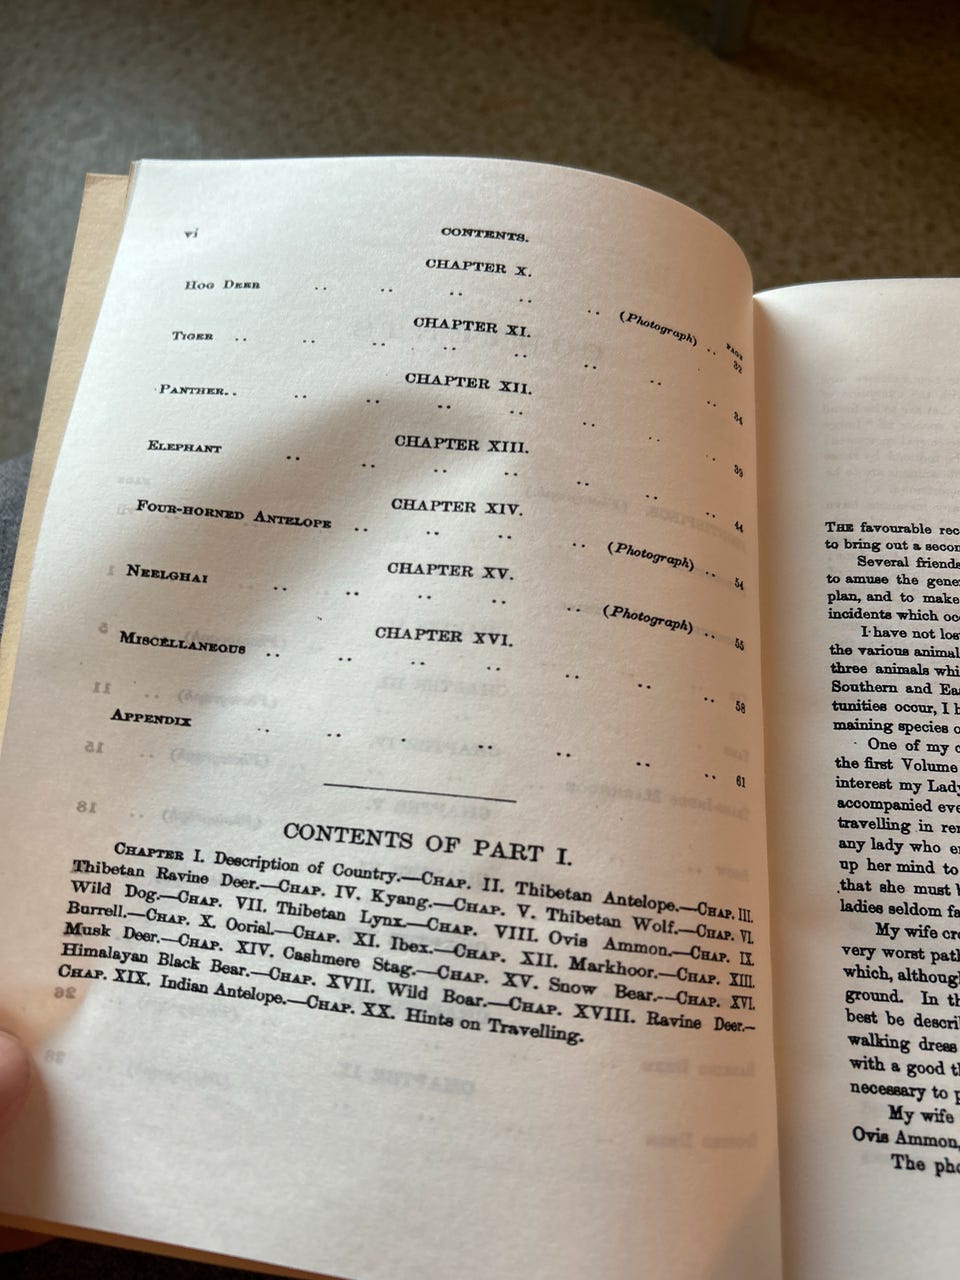 vi CONTENTS.
CHAPTER X.
PAGE
HOG DEER .. .. .. .. .. (Photograph) .. 32
CHAPTER XI.
TIGER .. .. .. .. .. .. .. .. 34
CHAPTER XII.
PANTHER.. .. .. .. .. .. .. .. 39
CHAPTER XIII.
ELEPHANT .. .. .. .. .. .. .. 44
CHAPTER XIV.
FOUR-HORNED ANTELOPE .. .. .. .. (Photograph) .. 54
CHAPTER XV.
NEELGHAI .. .. .. .. .. (Photograph) .. 55
CHAPTER XVI.
MISCELLANEOUS .. .. .. .. .. .. .. 58
APPENDIX .. .. .. .. .. .. .. 61
CONTENTS OF PART I.
CHAPTER I. Description of Country.—CHAP. II. Thibetan Antelope.—CHAP. III.
Thibetan Ravine Deer.—CHAP. IV. Kyang.—CHAP. V. Thibetan Wolf.—CHAP. VI.
Wild Dog.—CHAP. VII. Thibetan Lynx.—CHAP. VIII. Ovis Ammon.—CHAP. IX.
Burrell.—CHAP. X. Oorial.—CHAP. XI. Ibex.—CHAP. XII. Markhoor.—CHAP. XIII.
Musk Deer.—CHAP. XIV. Cashmere Stag.—CHAP. XV. Snow Bear.—CHAP. XVI.
Himalayan Black Bear.—CHAP. XVII. Wild Boar.—CHAP. XVIII. Ravine Deer.—
CHAP. XIX. Indian Antelope.—CHAP. XX. Hints on Travelling.
THE favourable rec
to bring out a secon
Several friends
to amuse the gene
plan, and to make
incidents which oc
I have not los
the various animal
three animals whi
Southern and Ea
tunities occur, I h
maining species o
One of my c
the first Volume
interest my Lady
accompanied eve
travelling in re
any lady who e
up her mind to
that she must h
ladies seldom fa
My wife cr
very worst path
which, although
ground. In th
best be descri
walking dress
with a good th
necessary to p
My wife
Ovis Ammon,
The pho